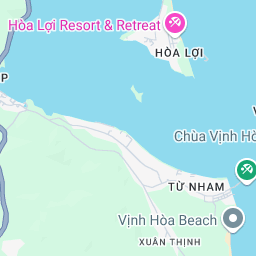 Hòa Lợi Resort & Retreat
HÒA LỢI
P
V
Chùa Vịnh Hò
TỪ NHAM
Vịnh Hòa Beach
XUÂN THỊNH